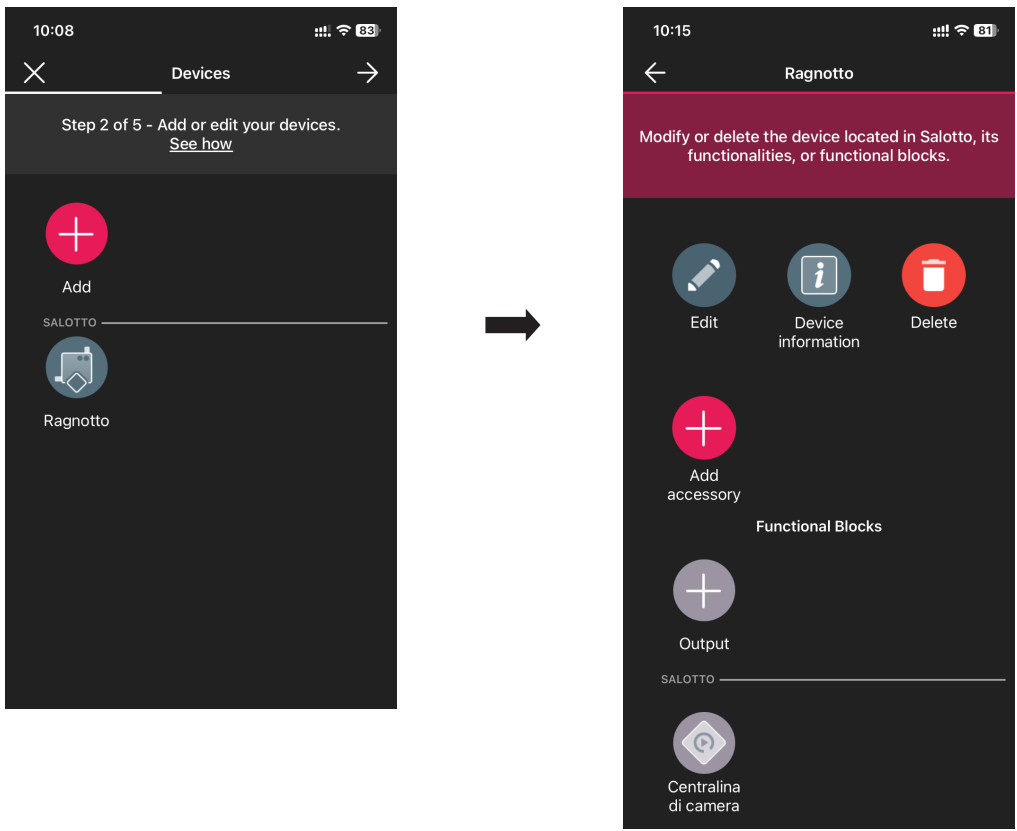 10:08
83
Devices
Step 2 of 5 - Add or edit your devices.
See how
Add
SALOTTO
Ragnotto
10:15
81
Ragnotto
Modify or delete the device located in Salotto, its
functionalities, or functional blocks.
Edit
Device
information
Delete
Add
accessory
Functional Blocks
Output
SALOTTO
Centralina
di camera